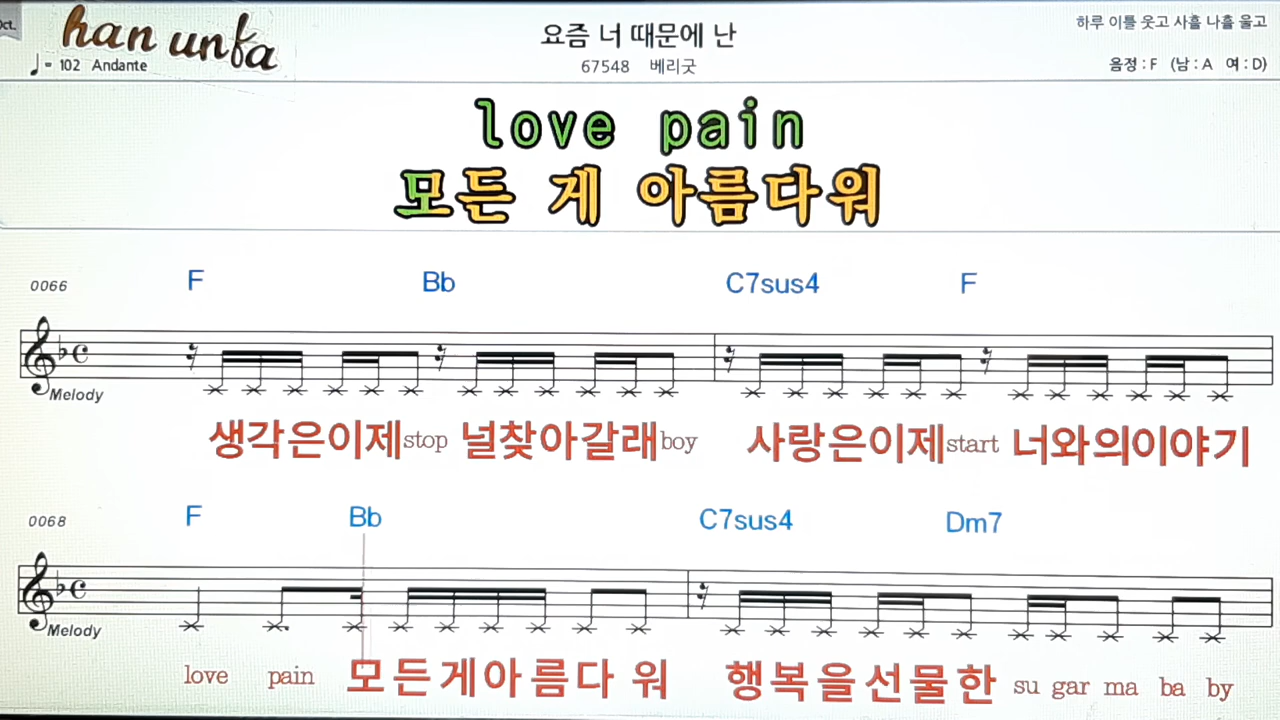 Oct.
han unfa
요즘 너 때문에 난
하루 이틀 웃고 사흘 나흘 울고
♩= 102 Andante
67548 베리굿
음정 : F (남 : A 여 : D)
love pain
모든 게 아름다워
0066
F Bb C7sus4 F
Melody
생각은이제stop 널찾아갈래boy 사랑은이제start 너와의이야기
0068
F Bb C7sus4 Dm7
Melody
love pain 모든게아름다 워 행복을선물한 su gar ma ba by